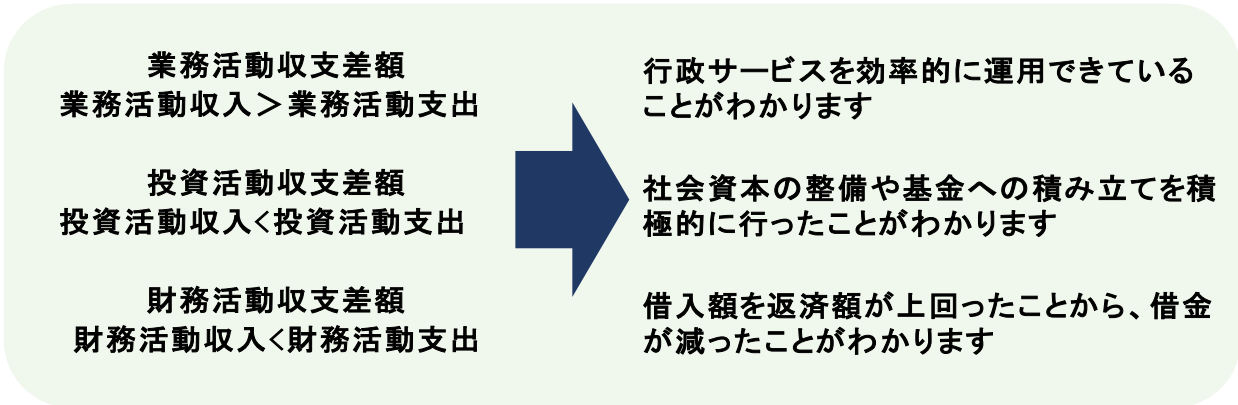 業務活動収支差額
業務活動収入＞業務活動支出
行政サービスを効率的に運用できている
ことがわかります
投資活動収支差額
投資活動収入<投資活動支出
社会資本の整備や基金への積み立てを積
極的に行ったことがわかります
財務活動収支差額
財務活動収入<財務活動支出
借入額を返済額が上回ったことから、借金
が減ったことがわかります